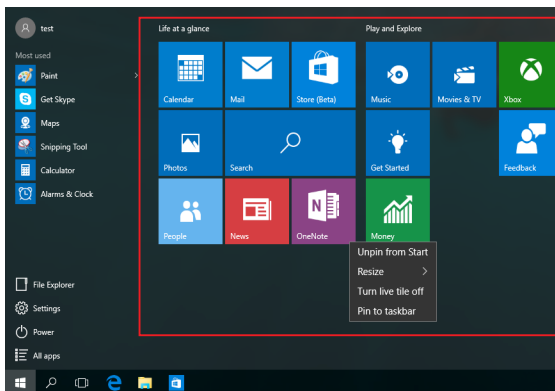 test
Most used
Paint
Get Skype
Maps
Snipping Tool
Calculator
Alarms & Clock
File Explorer
Settings
Power
All apps
Life at a glance
Calendar
Mail
Store (Beta)
Photos
Search
People
News
OneNote
Play and Explore
Music
Movies & TV
Xbox
Get Started
Feedback
Money
Unpin from Start
Resize
Turn live tile off
Pin to taskbar